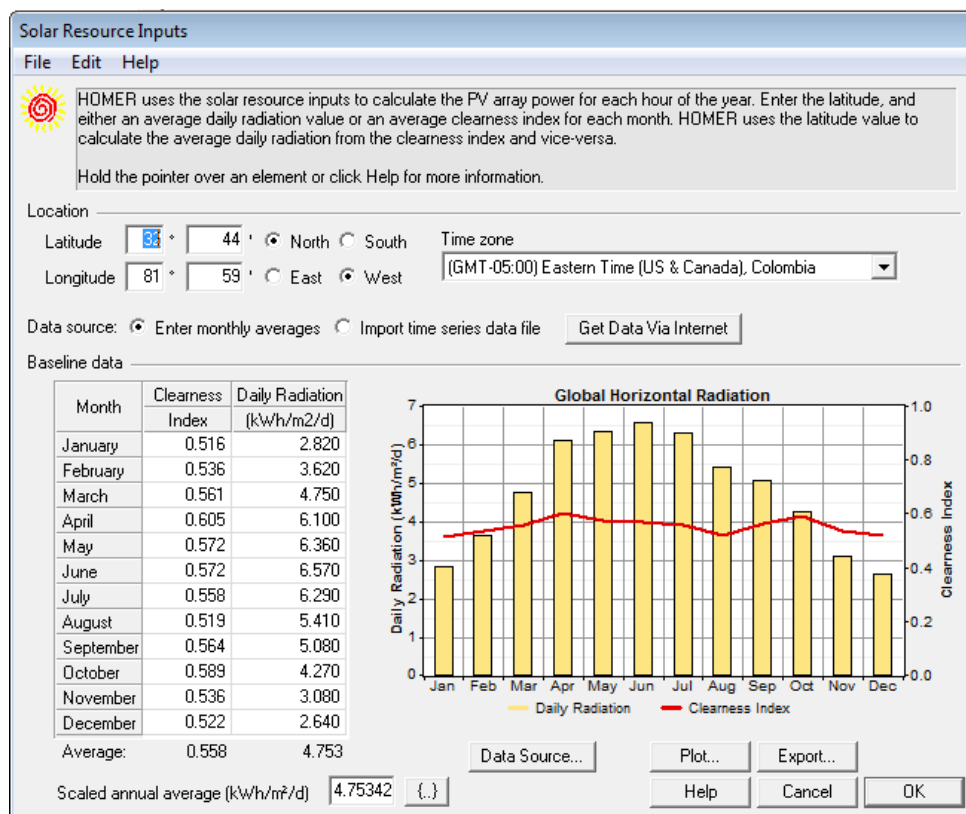 Solar Resource Inputs
File Edit Help
HOMER uses the solar resource inputs to calculate the PV array power for each hour of the year. Enter the latitude, and
either an average daily radiation value or an average clearness index for each month. HOMER uses the latitude value to
calculate the average daily radiation from the clearness index and vice-versa.
Hold the pointer over an element or click Help for more information.
Location
Latitude ° 44 ' North South
Time zone
Longitude 81 ° 59 ' East West
(GMT-05:00) Eastern Time (US & Canada), Colombia
Data source: Enter monthly averages Import time series data file Get Data Via Internet
Baseline data
Month Clearness Index Daily Radiation (kWh/m2/d)
January 0.516 2.820
February 0.536 3.620
March 0.561 4.750
April 0.605 6.100
May 0.572 6.360
June 0.572 6.570
July 0.558 6.290
August 0.519 5.410
September 0.564 5.080
October 0.589 4.270
November 0.536 3.080
December 0.522 2.640
Average: 0.558 4.753
Scaled annual average (kWh/m²/d) 4.75342 {..}
Global Horizontal Radiation
Daily Radiation (kWh/m²/d)
7
6
5
4
3
2
1
0
1.0
0.8
0.6
0.4
0.2
0.0
Clearness Index
Jan Feb Mar Apr May Jun Jul Aug Sep Oct Nov Dec
Daily Radiation Clearness Index
Data Source... Plot... Export...
Help Cancel OK